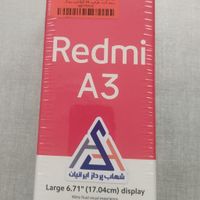 Redmi
A3
شهاب پرداز ایرانیان
Large 6.71" (17.04cm) display